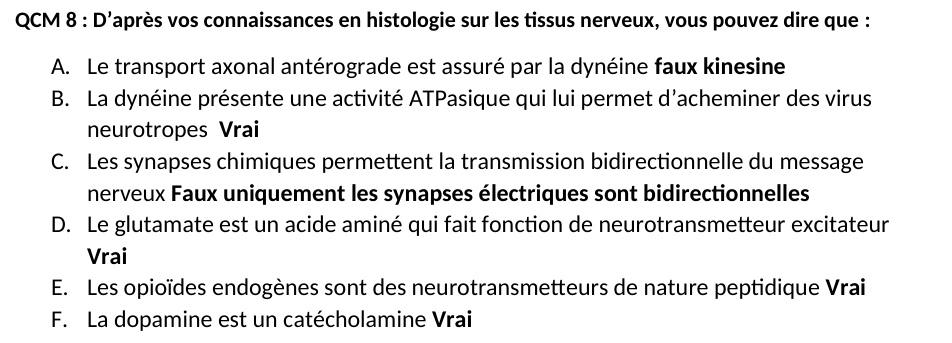 QCM 8 : D’après vos connaissances en histologie sur les tissus nerveux, vous pouvez dire que :
A. Le transport axonal antérograde est assuré par la dynéine faux kinesine
B. La dynéine présente une activité ATPasique qui lui permet d’acheminer des virus
neurotropes Vrai
C. Les synapses chimiques permettent la transmission bidirectionnelle du message
nerveux Faux uniquement les synapses électriques sont bidirectionnelles
D. Le glutamate est un acide aminé qui fait fonction de neurotransmetteur excitateur
Vrai
E. Les opioïdes endogènes sont des neurotransmetteurs de nature peptidique Vrai
F. La dopamine est un catécholamine Vrai